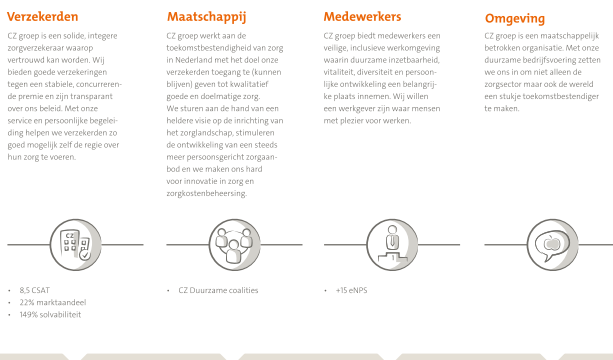 Verzekerden
CZ groep is een solide, integere
zorgverzekeraar waarop
vertrouwd kan worden. Wij
bieden goede verzekeringen
tegen een stabiele, concurreren-
de premie en zijn transparant
over ons beleid. Met onze
service en persoonlijke begelei-
ding helpen we verzekerden zo
goed mogelijk zelf de regie over
hun zorg te voeren.
CZ
• 8,5 CSAT
• 22% marktaandeel
• 149% solvabiliteit
Maatschappij
CZ groep werkt aan de
toekomstbestendigheid van zorg
in Nederland met het doel onze
verzekerden toegang te (kunnen
blijven) geven tot kwalitatief
goede en doelmatige zorg.
We sturen aan de hand van een
heldere visie op de inrichting van
het zorglandschap, stimuleren
de ontwikkeling van een steeds
meer persoonsgericht zorgaan-
bod en we maken ons hard
voor innovatie in zorg en
zorgkostenbeheersing.
• CZ Duurzame coalities
Medewerkers
CZ groep biedt medewerkers een
veilige, inclusieve werkomgeving
waarin duurzame inzetbaarheid,
vitaliteit, diversiteit en persoon-
lijke ontwikkeling een belangrij-
ke plaats innemen. Wij willen
een werkgever zijn waar mensen
met plezier voor werken.
• +15 eNPS
Omgeving
CZ groep is een maatschappelijk
betrokken organisatie. Met onze
duurzame bedrijfsvoering zetten
we ons in om niet alleen de
zorgsector maar ook de wereld
een stukje toekomstbestendiger
te maken.